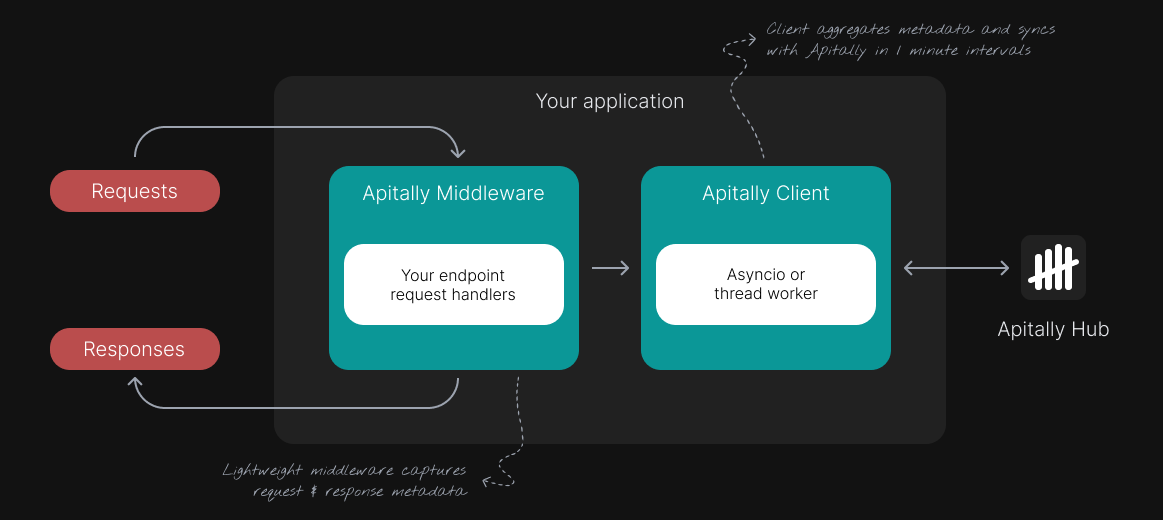 Client aggregates metadata and syncs
with Apitally in 1 minute intervals
Your application
Requests
Apitally Middleware
Your endpoint
request handlers
Apitally Client
Asyncio or
thread worker
Apitally Hub
Responses
Lightweight middleware captures
request & response metadata